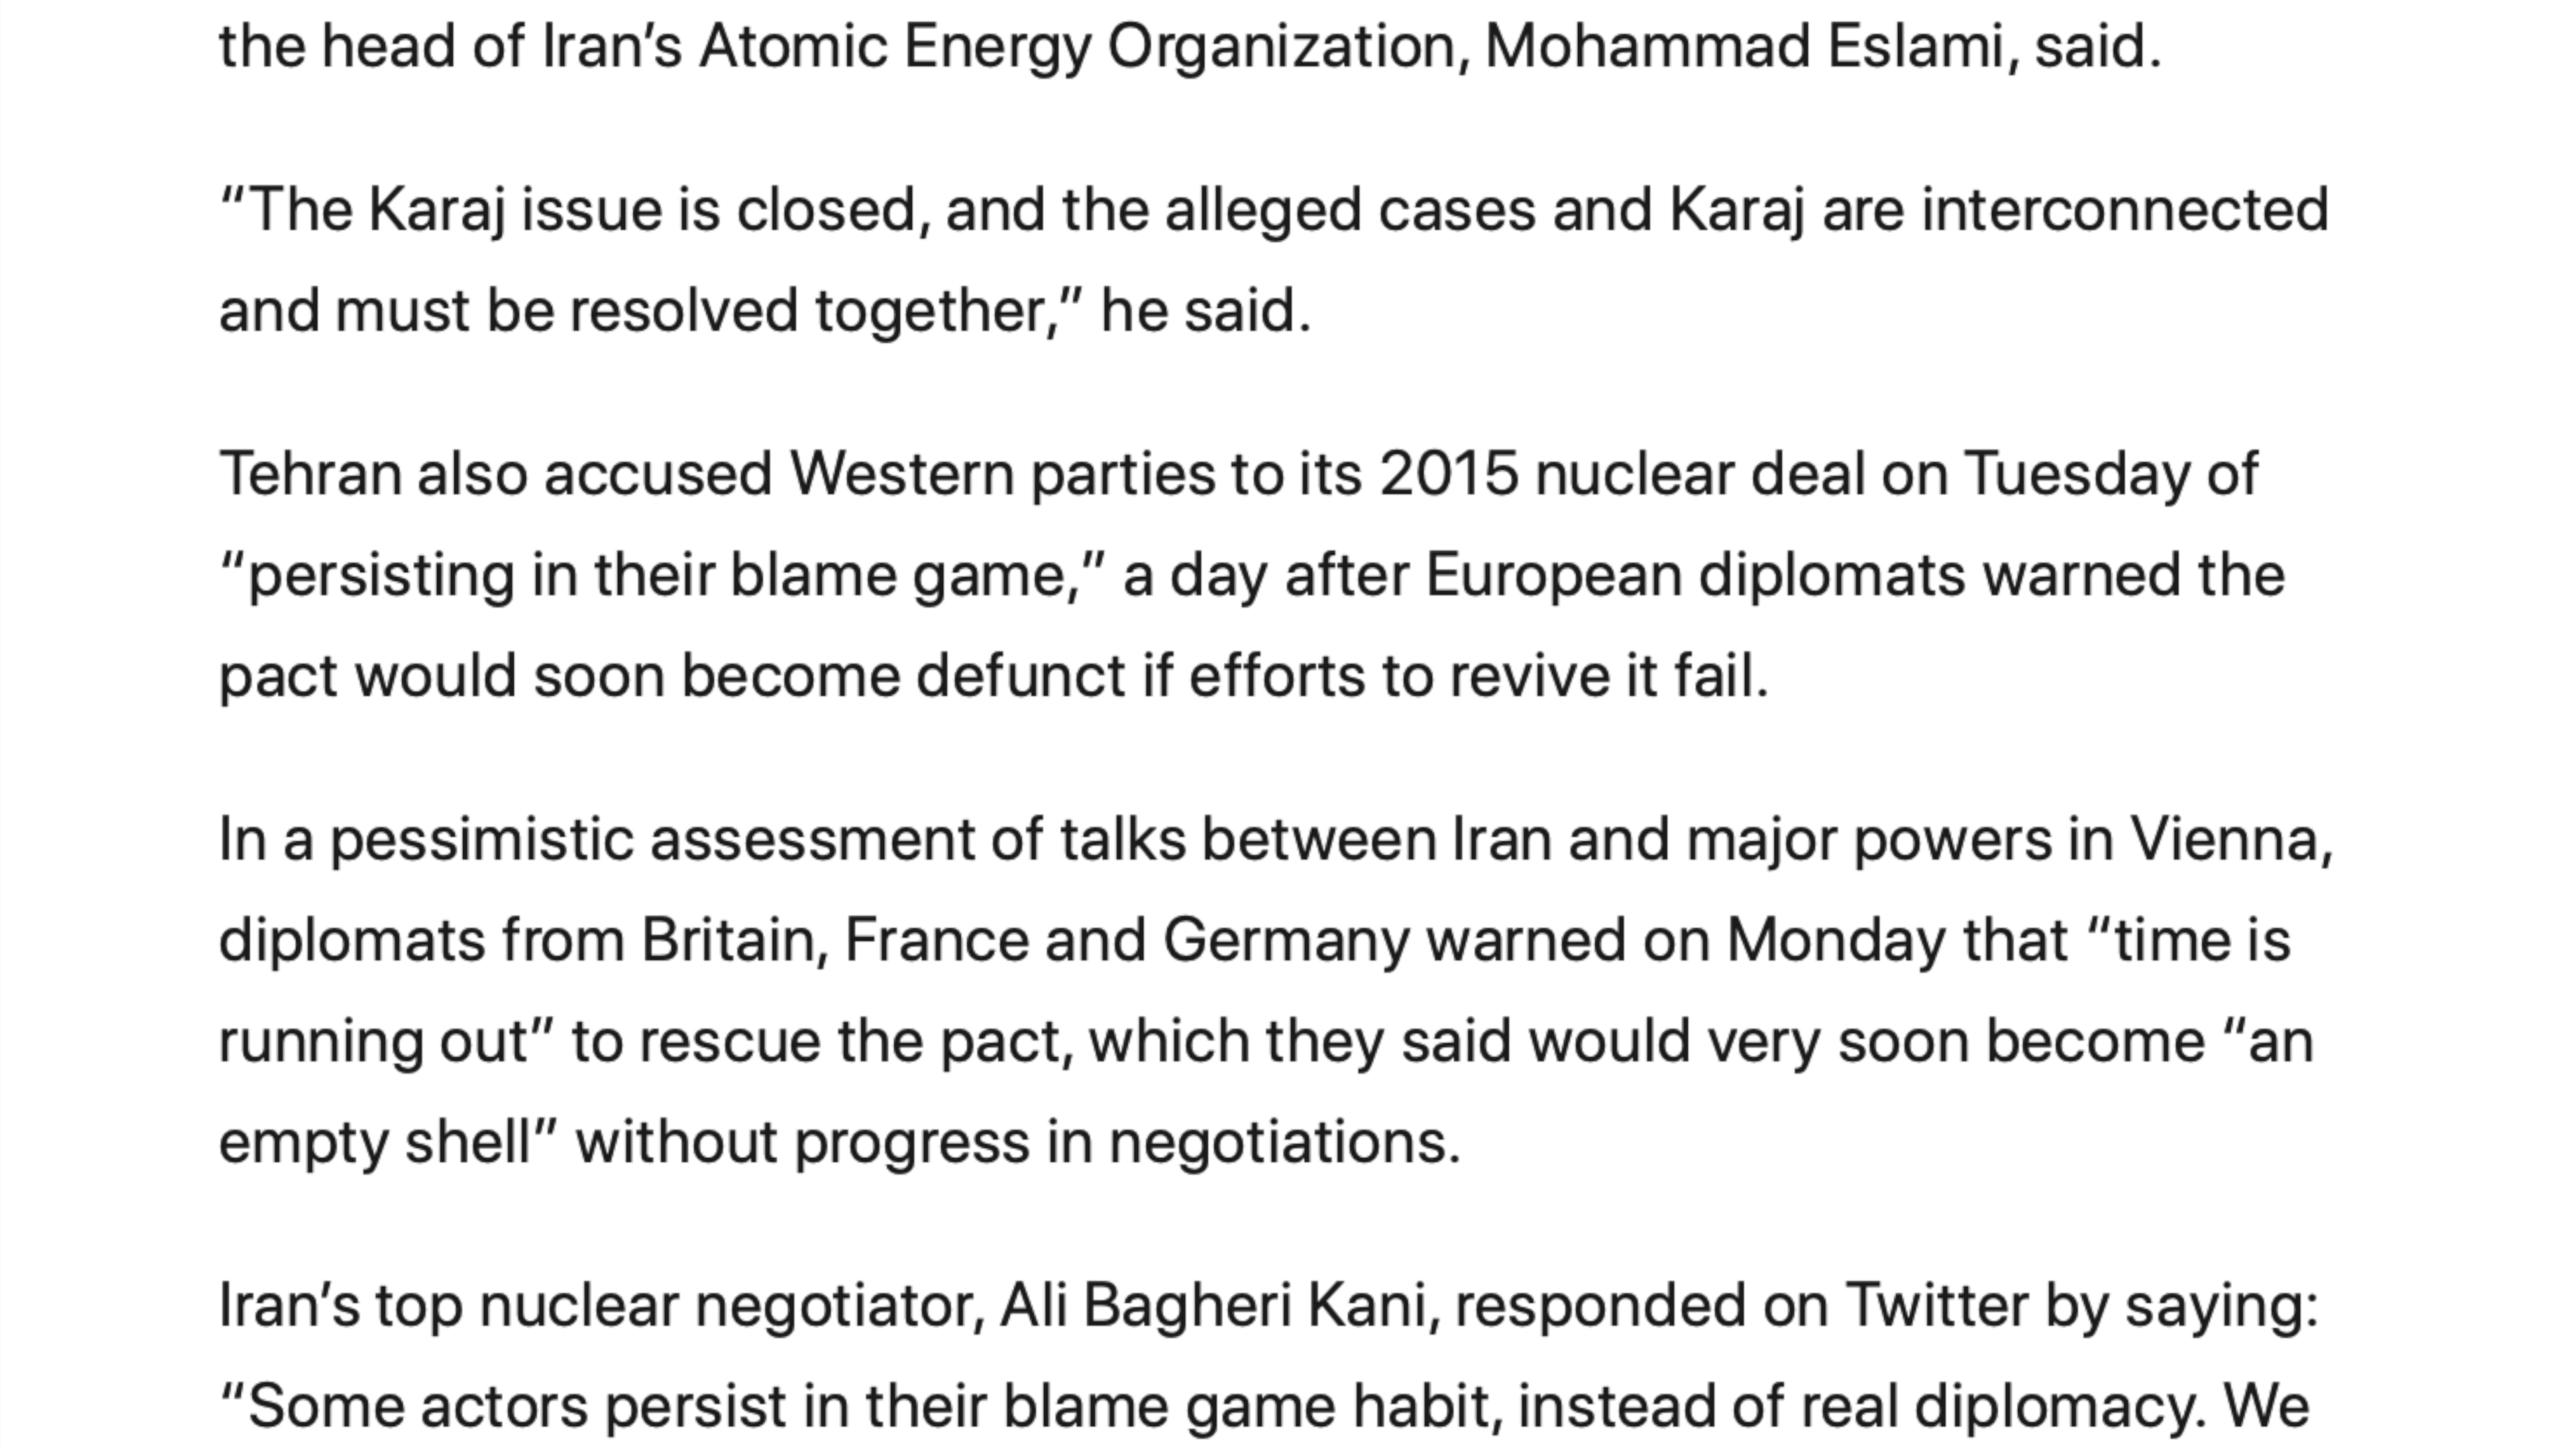 the head of Iran’s Atomic Energy Organization, Mohammad Eslami, said.
“The Karaj issue is closed, and the alleged cases and Karaj are interconnected
and must be resolved together,” he said.
Tehran also accused Western parties to its 2015 nuclear deal on Tuesday of
“persisting in their blame game,” a day after European diplomats warned the
pact would soon become defunct if efforts to revive it fail.
In a pessimistic assessment of talks between Iran and major powers in Vienna,
diplomats from Britain, France and Germany warned on Monday that “time is
running out” to rescue the pact, which they said would very soon become “an
empty shell” without progress in negotiations.
Iran’s top nuclear negotiator, Ali Bagheri Kani, responded on Twitter by saying:
“Some actors persist in their blame game habit, instead of real diplomacy. We